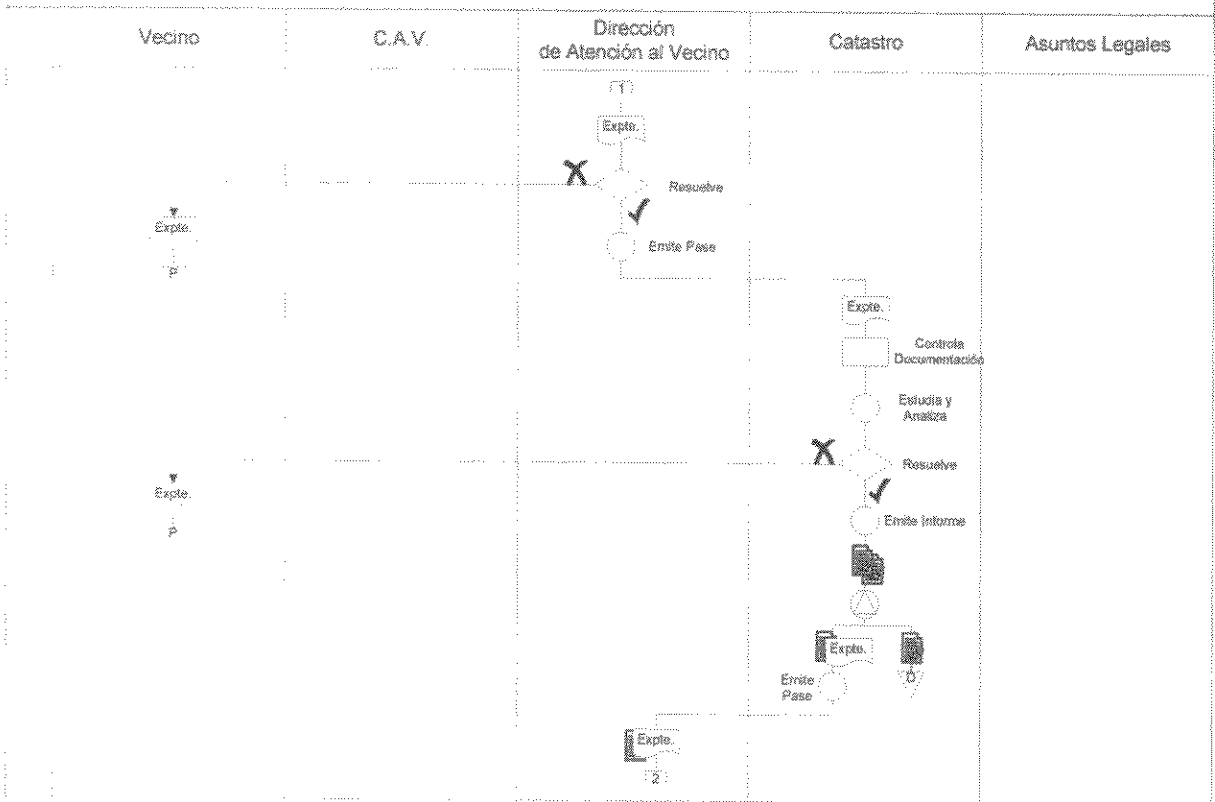 Vecino
C.A.V.
Dirección
de Atención al Vecino
Catastro
Asuntos Legales
1
Expte.
Resuelve
Expte.
Emite Pase
P
Expte.
Controla
Documentación
Estudia y
Analiza
Resuelve
Expte.
P
Emite Informe
Expte.
D
Emite
Pase
Expte.
2